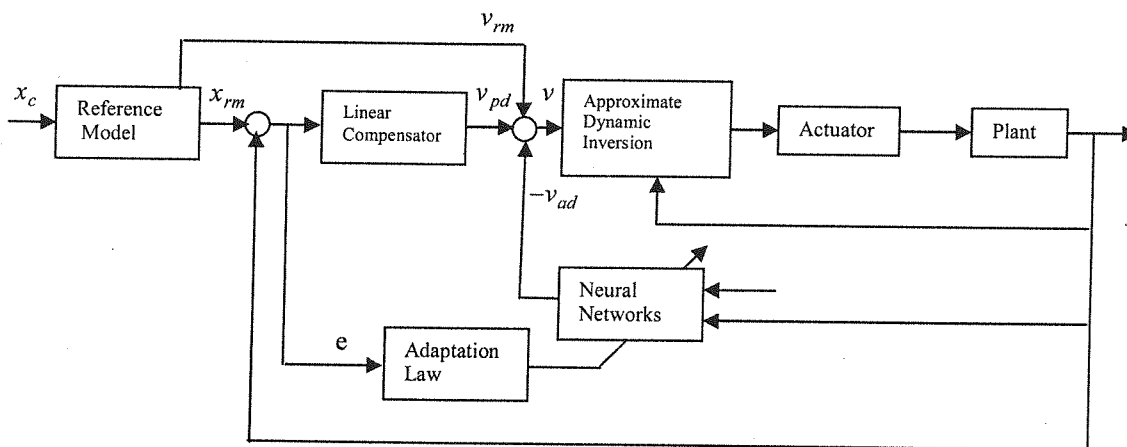 v_rm
x_c
Reference
Model
x_rm
Linear
Compensator
v_pd
v
Approximate
Dynamic
Inversion
Actuator
Plant
−v_ad
Neural
Networks
e
Adaptation
Law